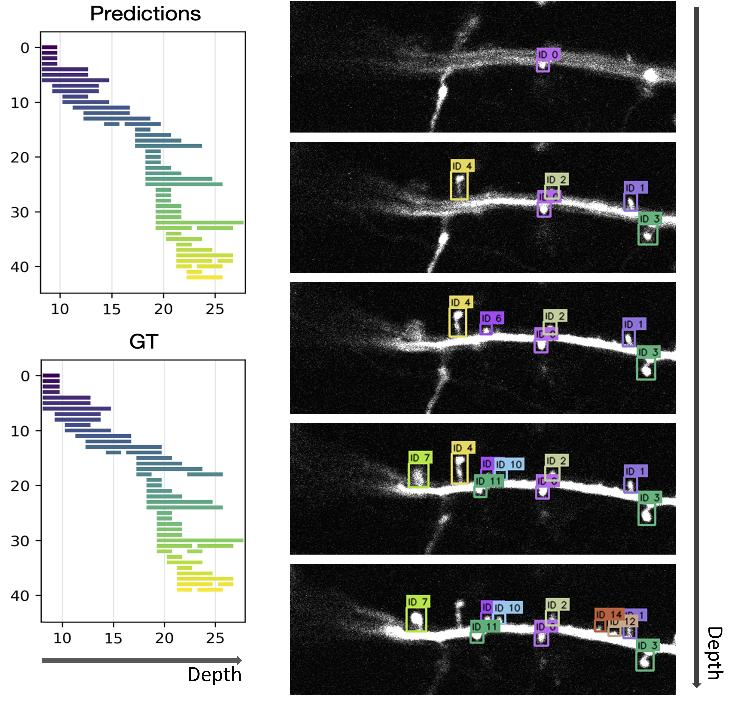 Predictions
0
10
20
30
40
10 15 20 25
GT
0
10
20
30
40
10 15 20 25
Depth
ID 0
ID 4
ID 2
ID 1
ID 3
ID 4
ID 6
ID 2
ID 1
ID 3
ID 7
ID 4
ID 10
ID 2
ID 11
ID 1
ID 3
ID 7
ID 10
ID 2
ID 14
ID 11
12
ID 3
Depth